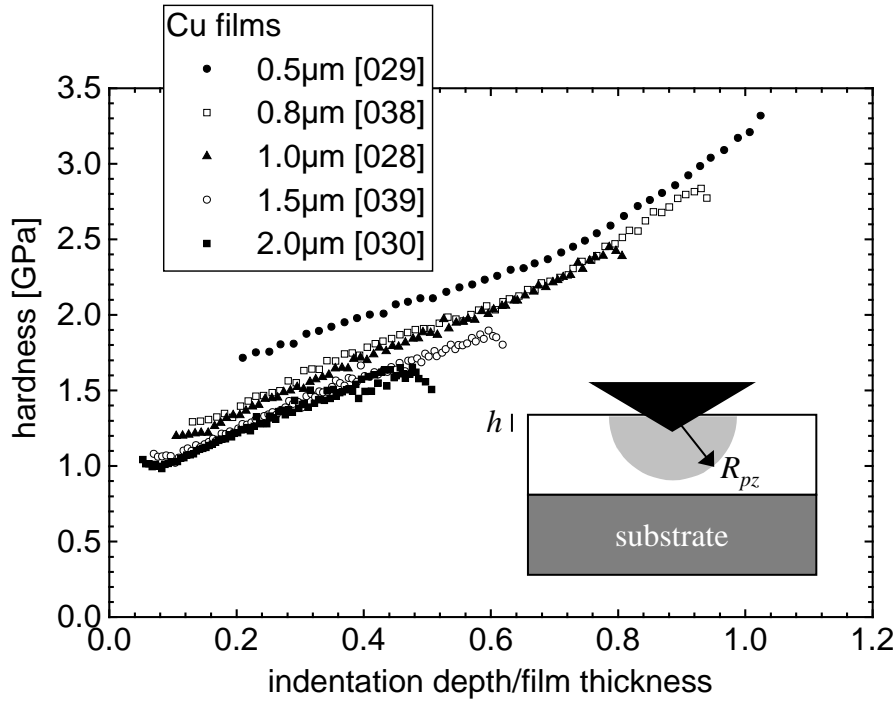 Cu films
0.5µm [029]
0.8µm [038]
1.0µm [028]
1.5µm [039]
2.0µm [030]
3.5
3.0
2.5
2.0
1.5
1.0
0.5
0.0
hardness [GPa]
h
R_pz
substrate
0.0 0.2 0.4 0.6 0.8 1.0 1.2
indentation depth/film thickness